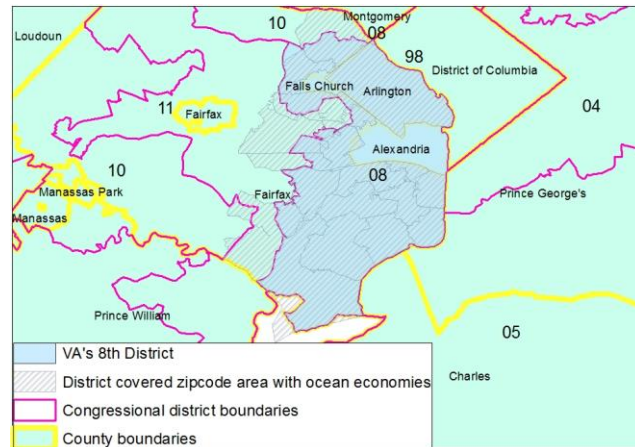 10
Montgomery
08
Loudoun
98
District of Columbia
Falls Church
Arlington
04
11
Fairfax
Alexandria
10
08
Manassas Park
Fairfax
Prince George's
Manassas
Prince William
05
Charles
VA's 8th District
District covered zipcode area with ocean economies
Congressional district boundaries
County boundaries